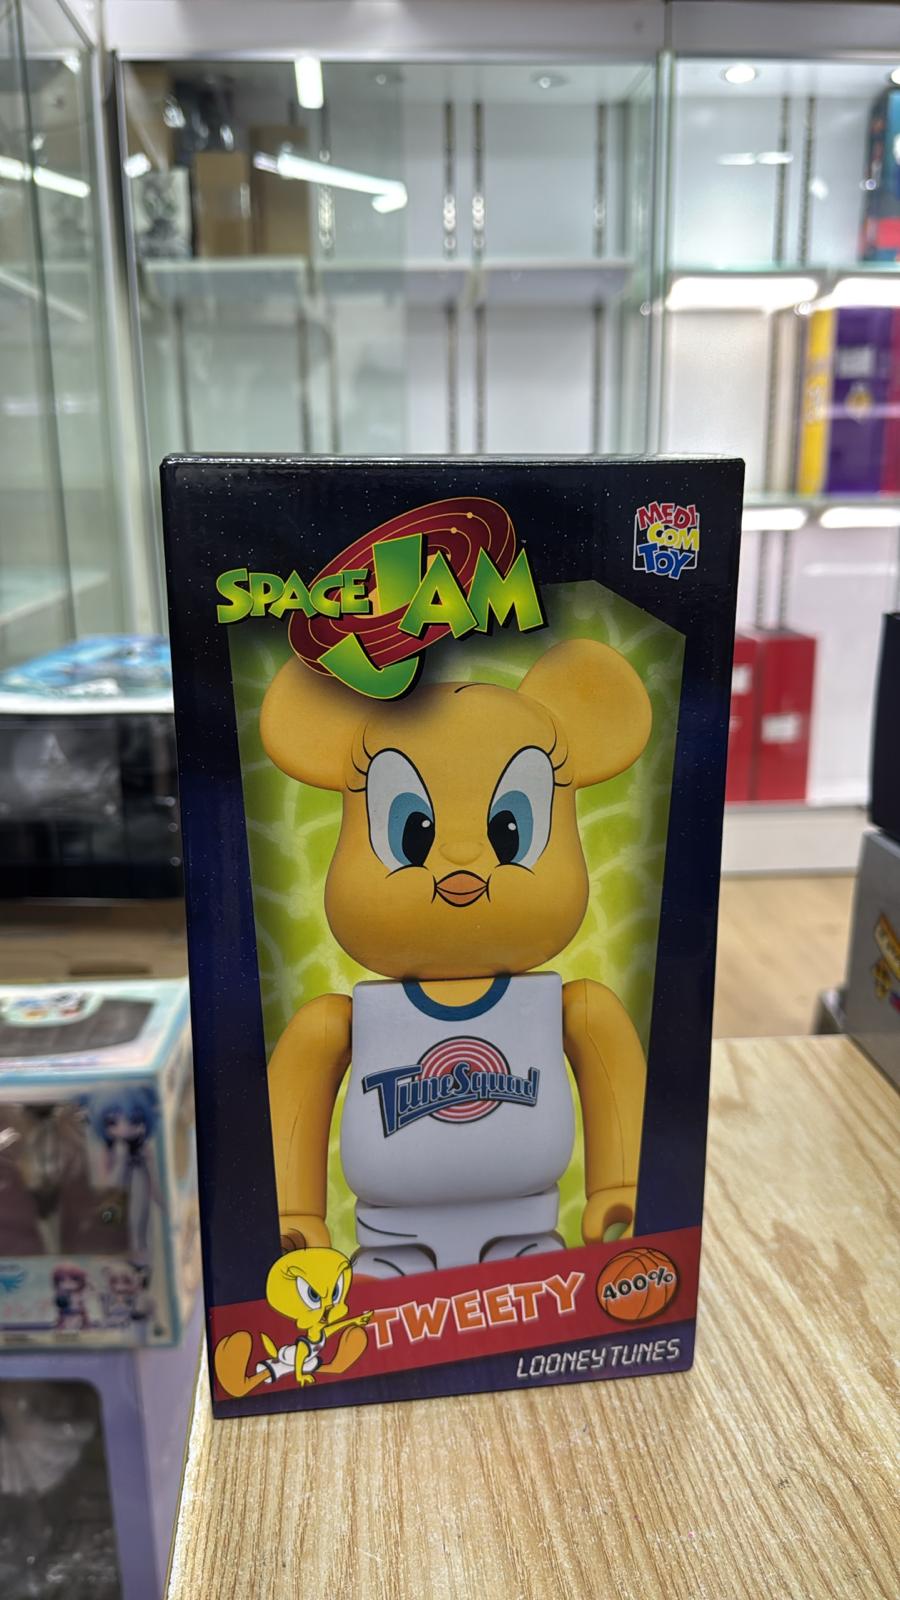 SPACE JAM
MEDI
COM
TOY
TuneSquad
TWEETY
400%
LOONEY TUNES